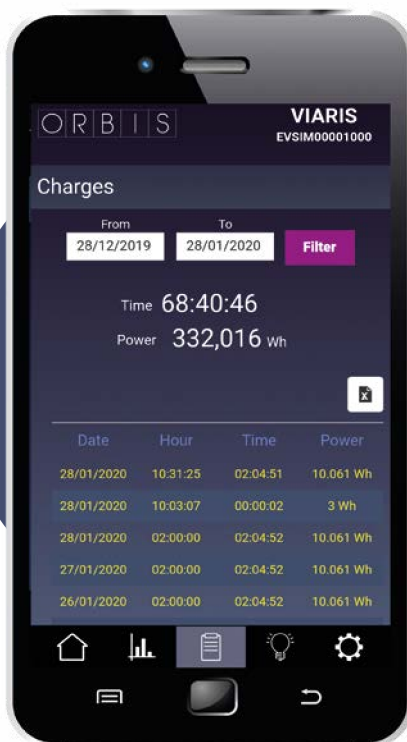 ORBIS
VIARIS
EVSIM00001000
Charges
From To
28/12/2019 28/01/2020 Filter
Time 68:40:46
Power 332,016 Wh
X
Date Hour Time Power
28/01/2020 10:31:25 02:04:51 10.061 Wh
28/01/2020 10:03:07 00:00:02 3 Wh
28/01/2020 02:00:00 02:04:52 10.061 Wh
27/01/2020 02:00:00 02:04:52 10.061 Wh
26/01/2020 02:00:00 02:04:52 10.061 Wh